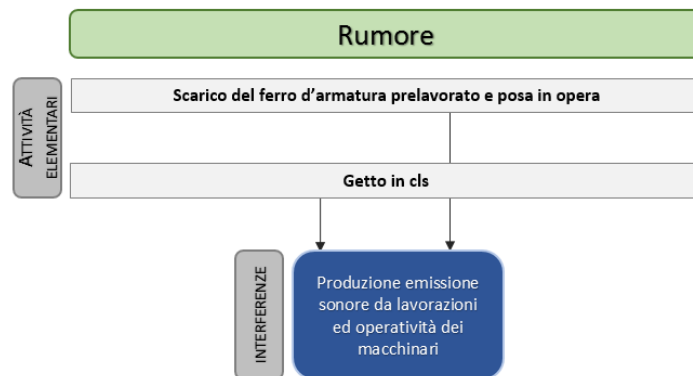 Rumore
ATTIVITÀ
ELEMENTARI
Scarico del ferro d'armatura prelavorato e posa in opera
Getto in cls
INTERFERENZE
Produzione emissione
sonore da lavorazioni
ed operatività dei
macchinari